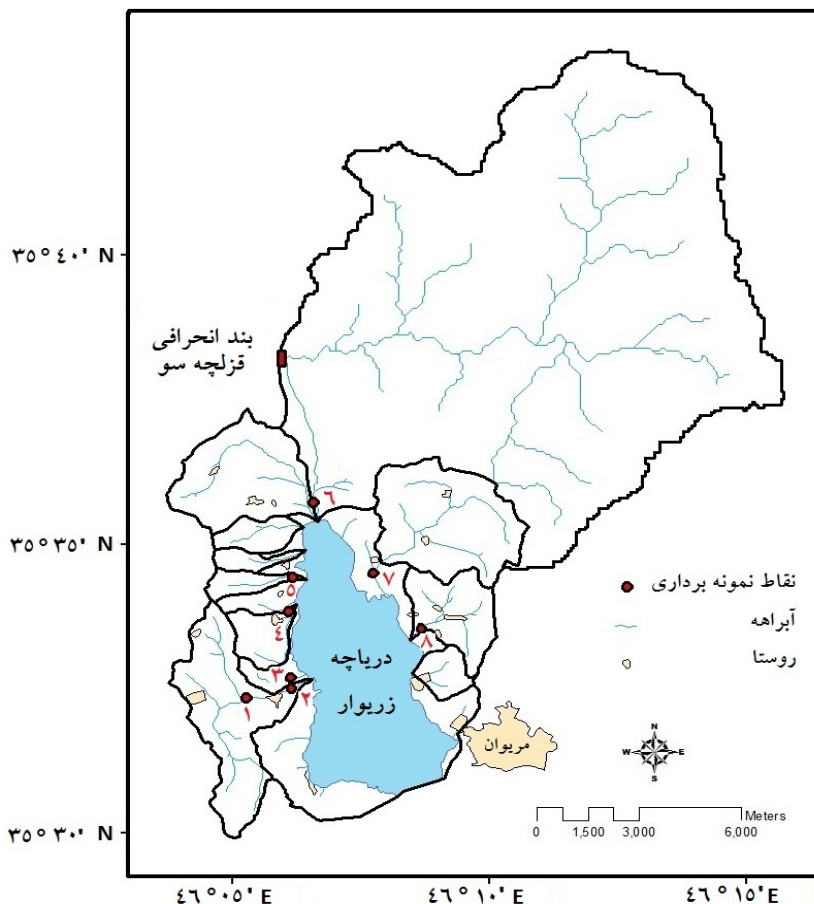 ۳۵° ۴۰' N
بند انحرافی
قزلچه سو
۶
۳۵° ۳۵' N
۷
نقاط نمونه برداری
۵
آبراهه
۴
۸
روستا
دریاچه
زریوار
۳
۲
۱
مریوان
N
W
E
S
Meters
0 1,500 3,000 6,000
۳۵° ۳۰' N
۴۶° ۰۵' E
۴۶° ۱۰' E
۴۶° ۱۵' E